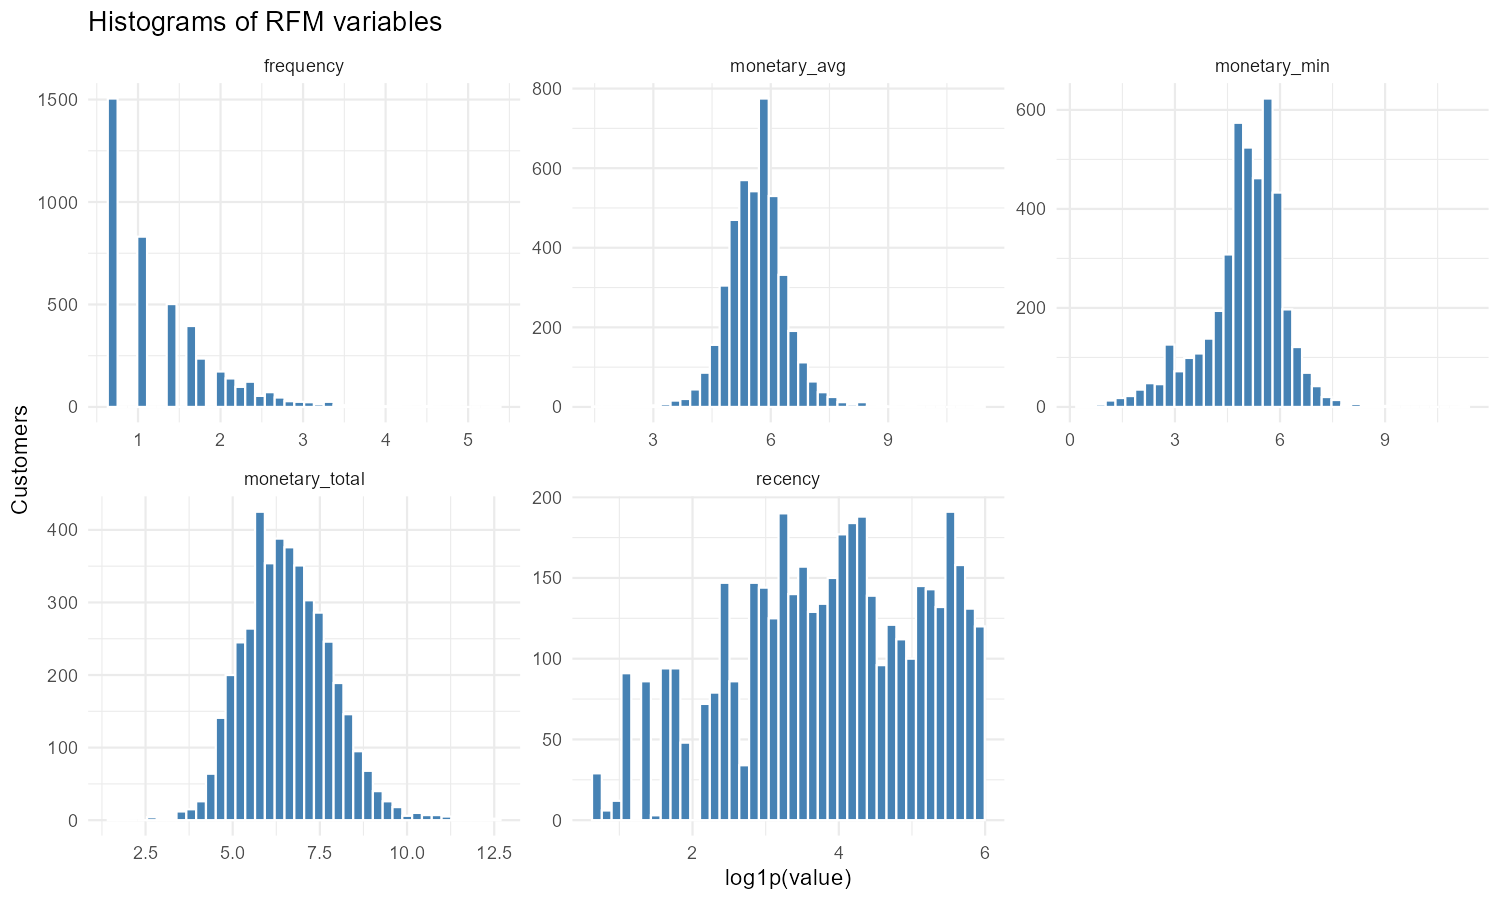 Histograms of RFM variables
frequency
monetary_avg
monetary_min
1500
1000
500
0
1 2 3 4 5
800
600
400
200
0
3 6 9
600
400
200
0
0 3 6 9
Customers
monetary_total
recency
400
300
200
100
0
2.5 5.0 7.5 10.0 12.5
200
150
100
50
0
2 4 6
log1p(value)